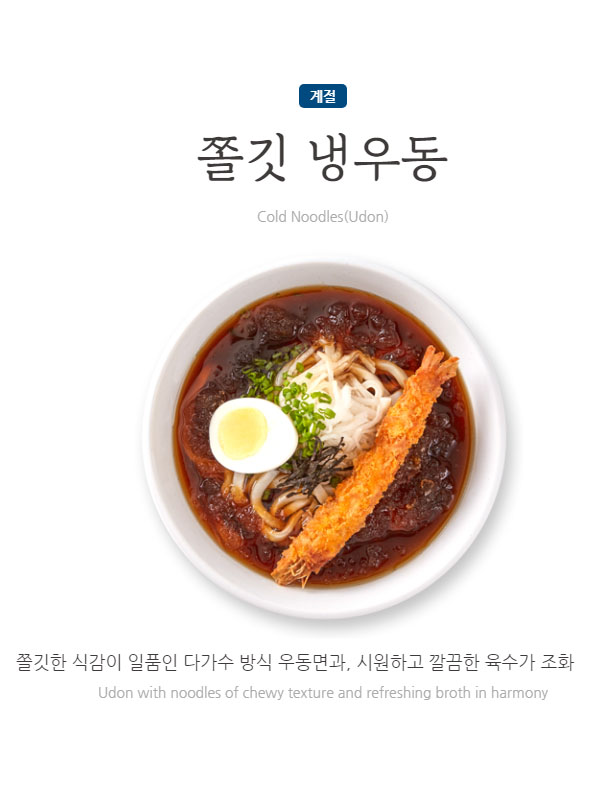 계절
쫄깃 냉우동
Cold Noodles(Udon)
쫄깃한 식감이 일품인 다가수 방식 우동면과, 시원하고 깔끔한 육수가 조화
Udon with noodles of chewy texture and refreshing broth in harmony